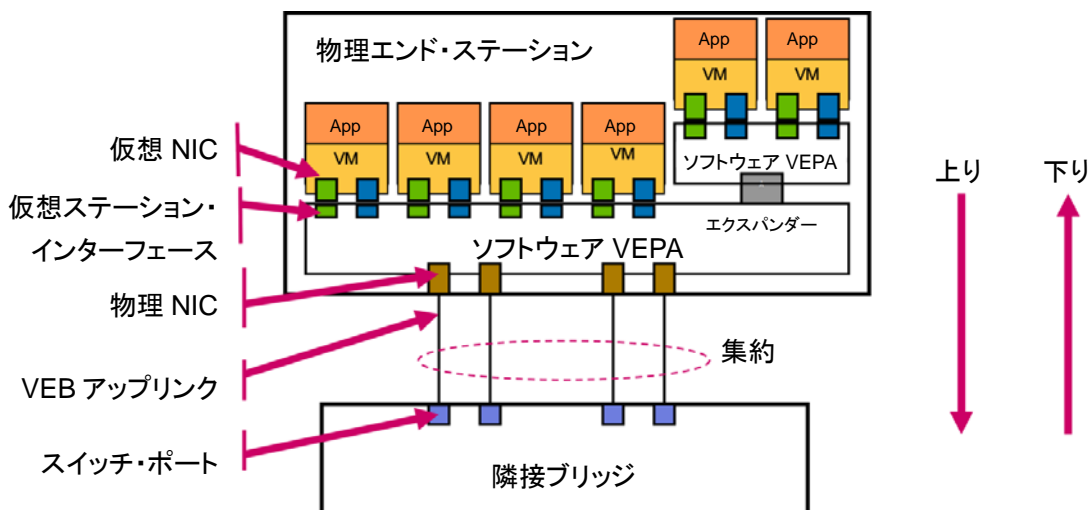 物理エンド・ステーション
App
App
VM
VM
App
App
App
App
VM
VM
VM
VM
ソフトウェア VEPA
エクスパンダー
ソフトウェア VEPA
仮想 NIC
仮想ステーション・
インターフェース
物理 NIC
VEB アップリンク
スイッチ・ポート
集約
隣接ブリッジ
上り
下り